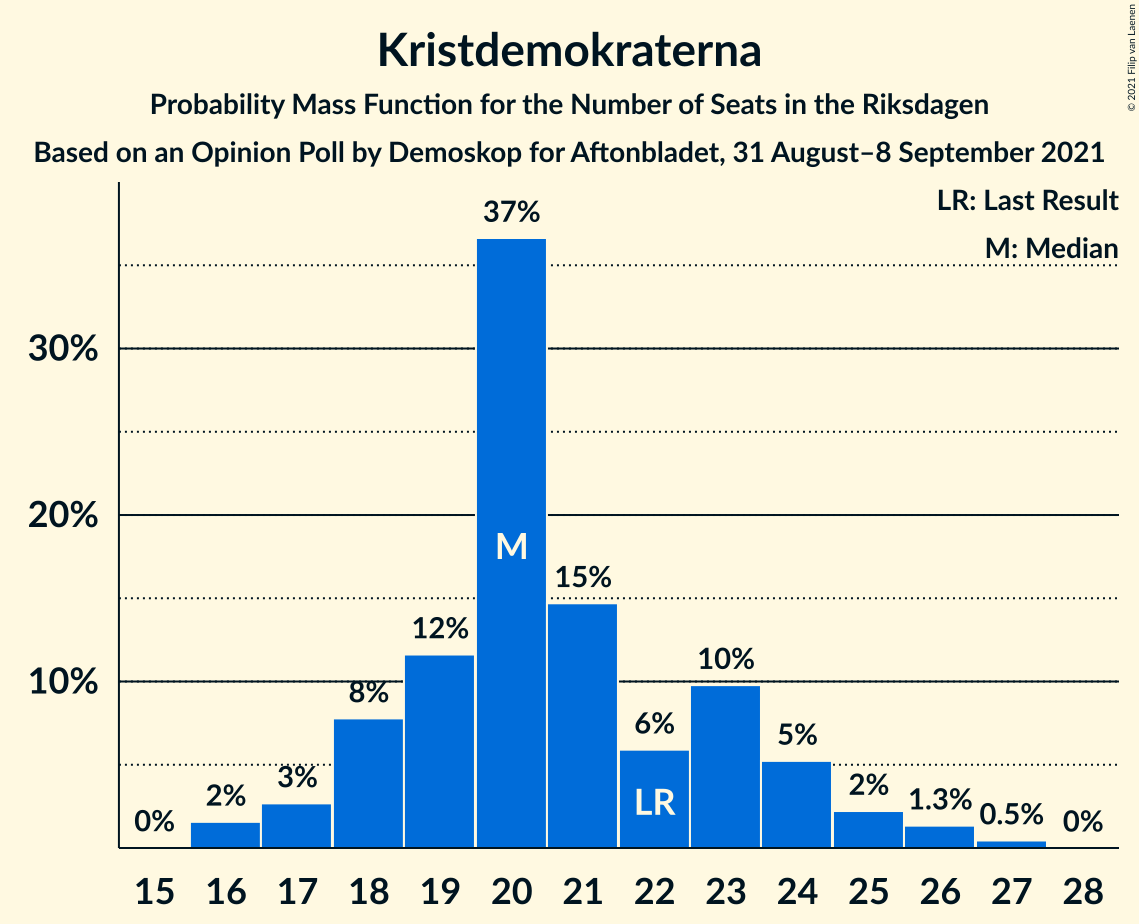 Kristdemokraterna
Probability Mass Function for the Number of Seats in the Riksdagen
Based on an Opinion Poll by Demoskop for Aftonbladet, 31 August–8 September 2021
© 2021 Filip van Laenen
LR: Last Result
M: Median
30%
20%
10%
0%
2%
3%
8%
12%
37%
M
15%
6%
LR
10%
5%
2%
1.3%
0.5%
0%
15 16 17 18 19 20 21 22 23 24 25 26 27 28